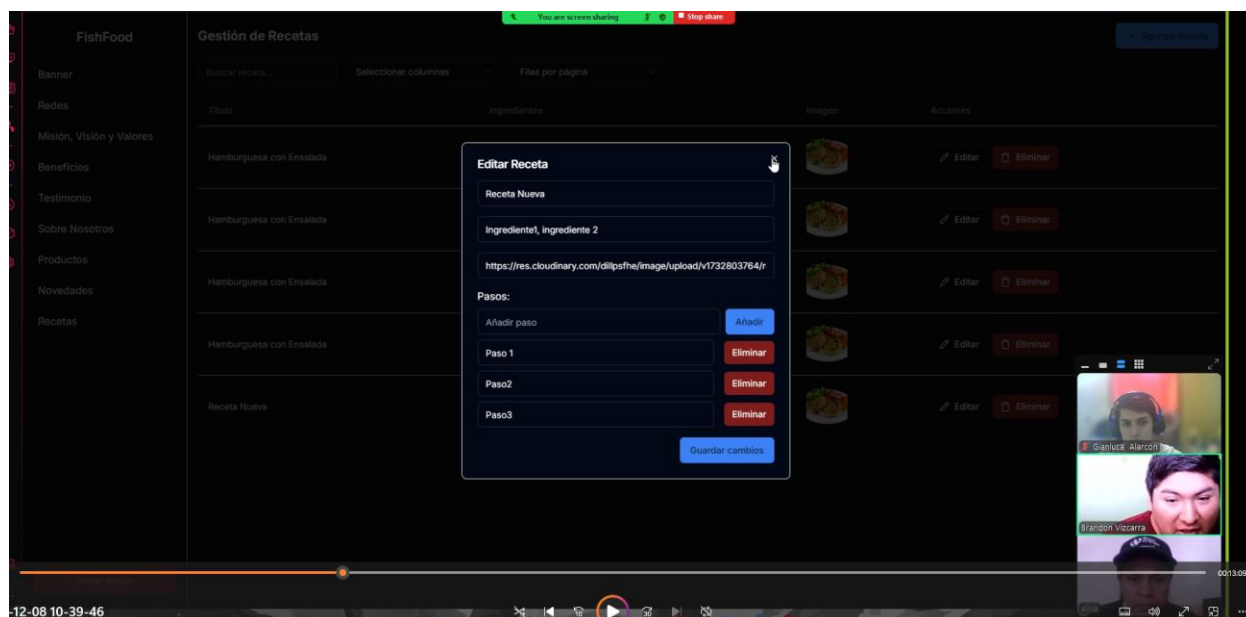 You are screen sharing Stop share
FishFood
Gestión de Recetas
+ Agregar Receta
Banner
Redes
Misión, Visión y Valores
Beneficios
Testimonio
Sobre Nosotros
Productos
Novedades
Recetas
Buscar receta...
Seleccionar columnas
Filas por página
Título
Ingredientes
Imagen
Acciones
Hamburguesa con Ensalada
Editar Eliminar
Hamburguesa con Ensalada
Editar Eliminar
Hamburguesa con Ensalada
Editar Eliminar
Hamburguesa con Ensalada
Editar Eliminar
Receta Nueva
Editar Eliminar
Editar Receta
Receta Nueva
Ingrediente1, ingrediente 2
https://res.cloudinary.com/dillpsfhe/image/upload/v1732803764/r
Pasos:
Añadir paso Añadir
Paso 1 Eliminar
Paso2 Eliminar
Paso3 Eliminar
Guardar cambios
Gianluca Alarcón
Brandon Vizcarra
00:13:09
-12-08 10-39-46
10
30